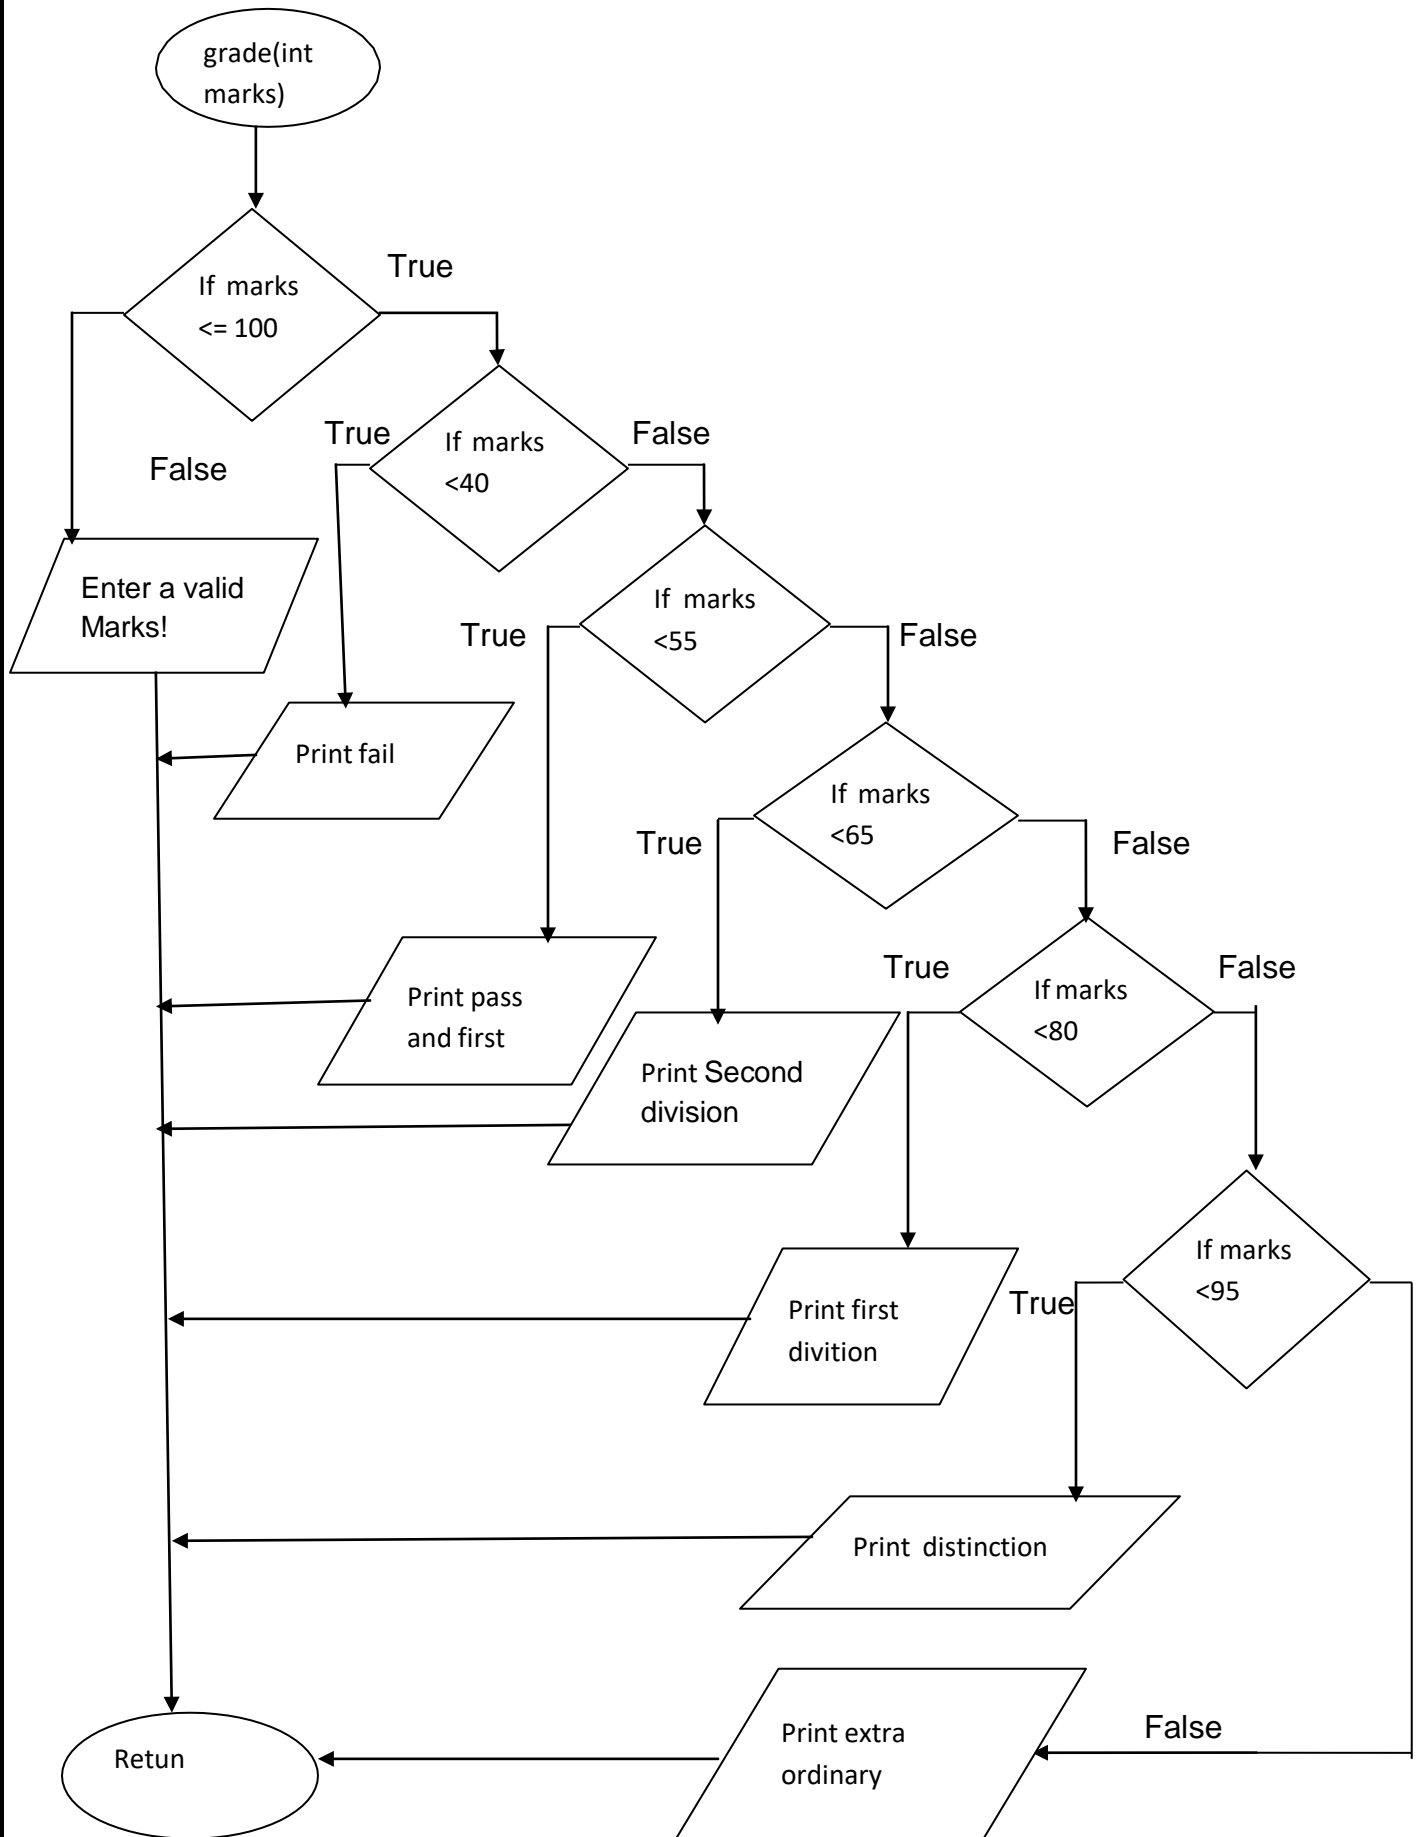 grade(int
marks)
True
If marks
<= 100
True
If marks
<40
False
False
Enter a valid
Marks!
If marks
<55
True
False
Print fail
If marks
<65
True
False
True
If marks
<80
False
Print pass
and first
Print Second
division
If marks
<95
True
Print first
divition
Print distinction
False
Print extra
ordinary
Retun